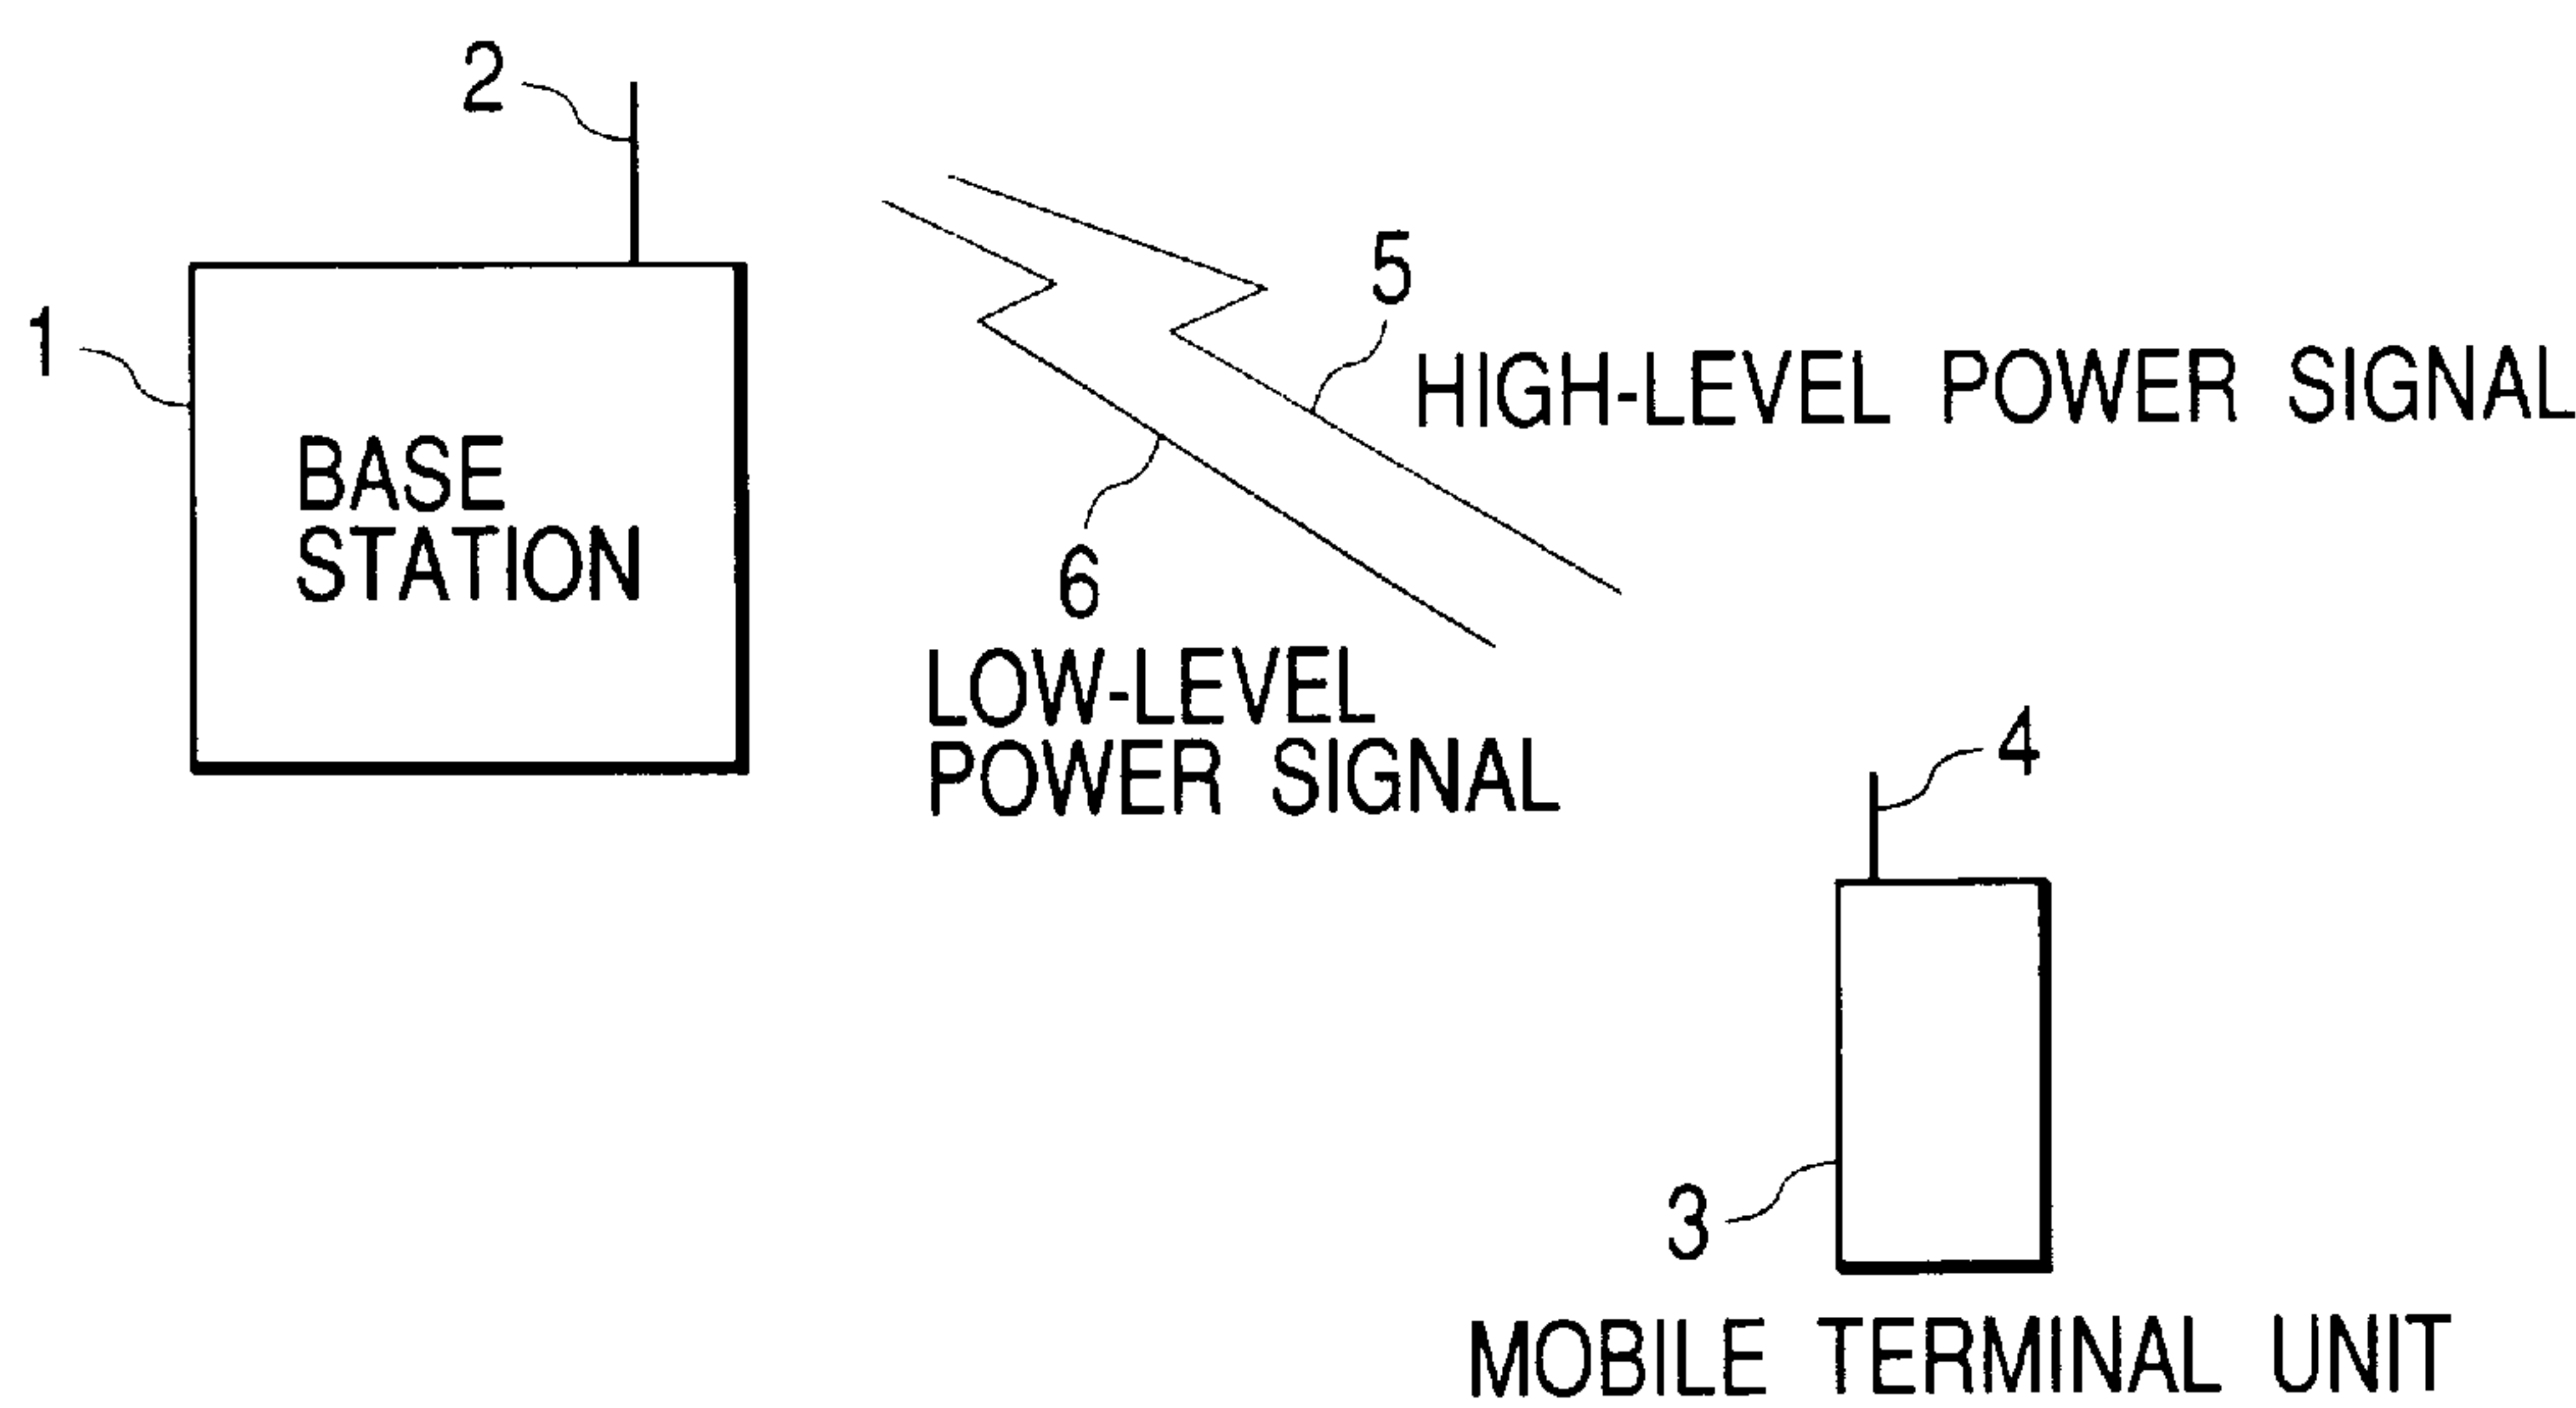 2
1
BASE
STATION
5
HIGH-LEVEL POWER SIGNAL
6
LOW-LEVEL
POWER SIGNAL
4
3
MOBILE TERMINAL UNIT